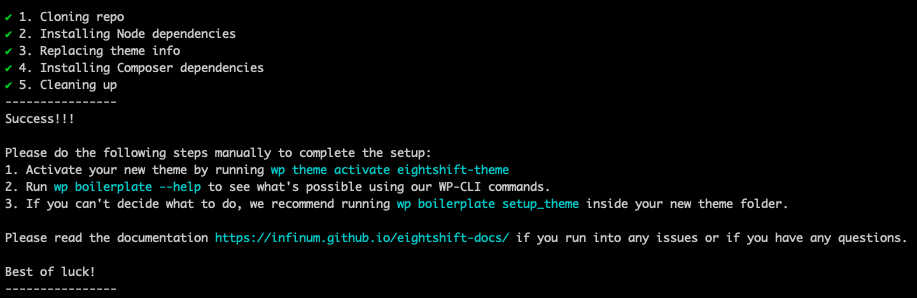 ✔ 1. Cloning repo
✔ 2. Installing Node dependencies
✔ 3. Replacing theme info
✔ 4. Installing Composer dependencies
✔ 5. Cleaning up
----------------
Success!!!

Please do the following steps manually to complete the setup:
1. Activate your new theme by running wp theme activate eightshift-theme
2. Run wp boilerplate --help to see what's possible using our WP-CLI commands.
3. If you can't decide what to do, we recommend running wp boilerplate setup_theme inside your new theme folder.

Please read the documentation https://infinum.github.io/eightshift-docs/ if you run into any issues or if you have any questions.

Best of luck!
----------------